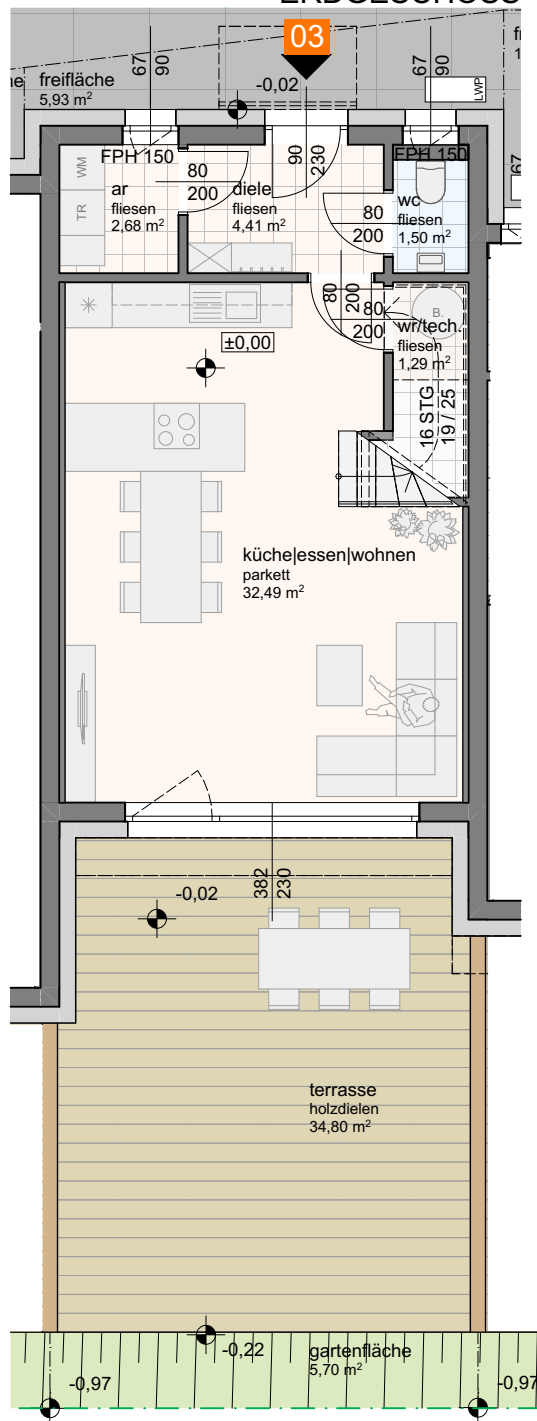 ERDGESCHOSS
03
67
90
-0,02
67
90
LWP
freifläche
5,93 m²
FPH 150
FPH 150
WM
TR
ar
fliesen
2,68 m²
80
200
diele
fliesen
4,41 m²
90
230
80
200
wc
fliesen
1,50 m²
80
200
80
200
B.
wr/tech.
fliesen
1,29 m²
±0,00
16 STG
19 / 25
küche|essen|wohnen
parkett
32,49 m²
382
230
-0,02
terrasse
holzdielen
34,80 m²
-0,22
gartenfläche
5,70 m²
-0,97
-0,97